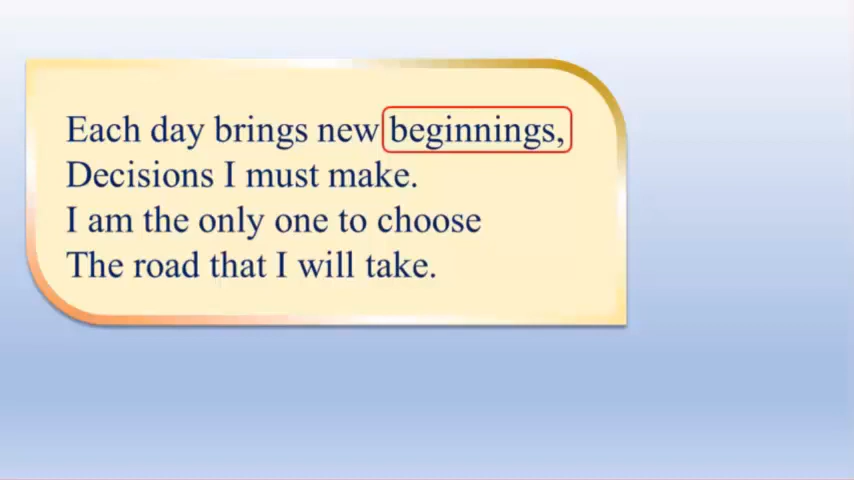 Each day brings new beginnings,
Decisions I must make.
I am the only one to choose
The road that I will take.